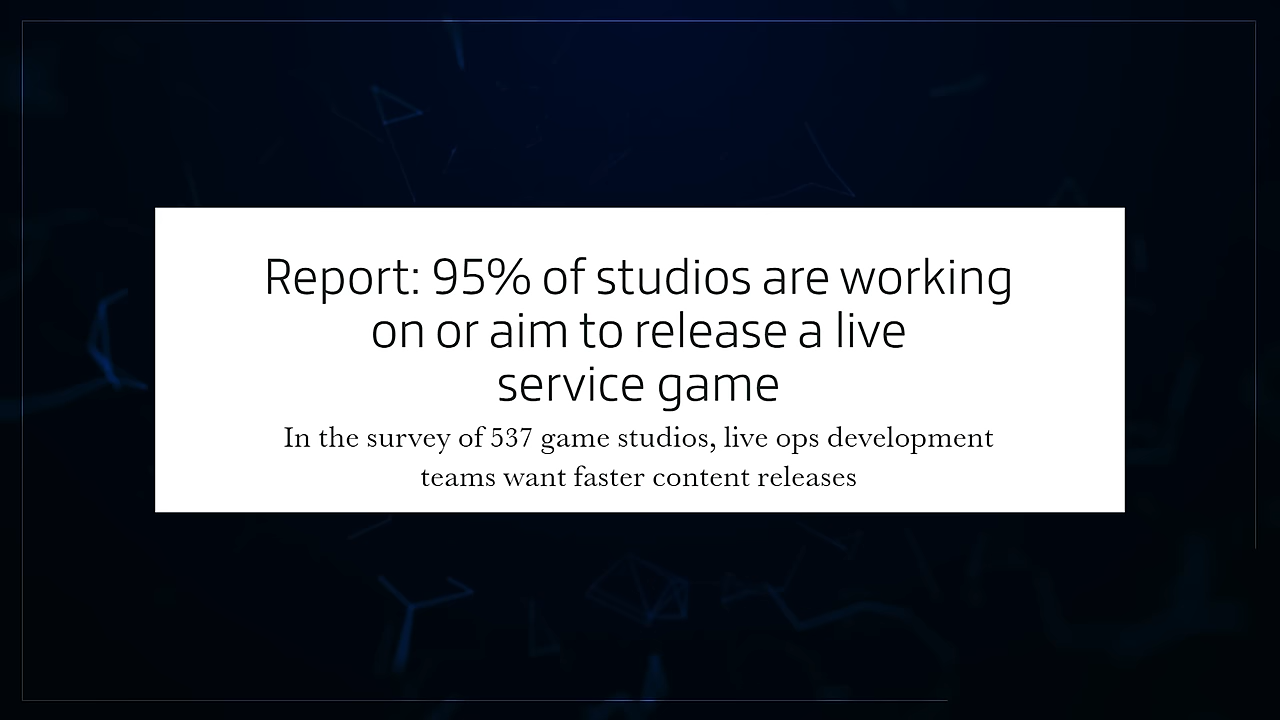 Report: 95% of studios are working
on or aim to release a live
service game
In the survey of 537 game studios, live ops development
teams want faster content releases